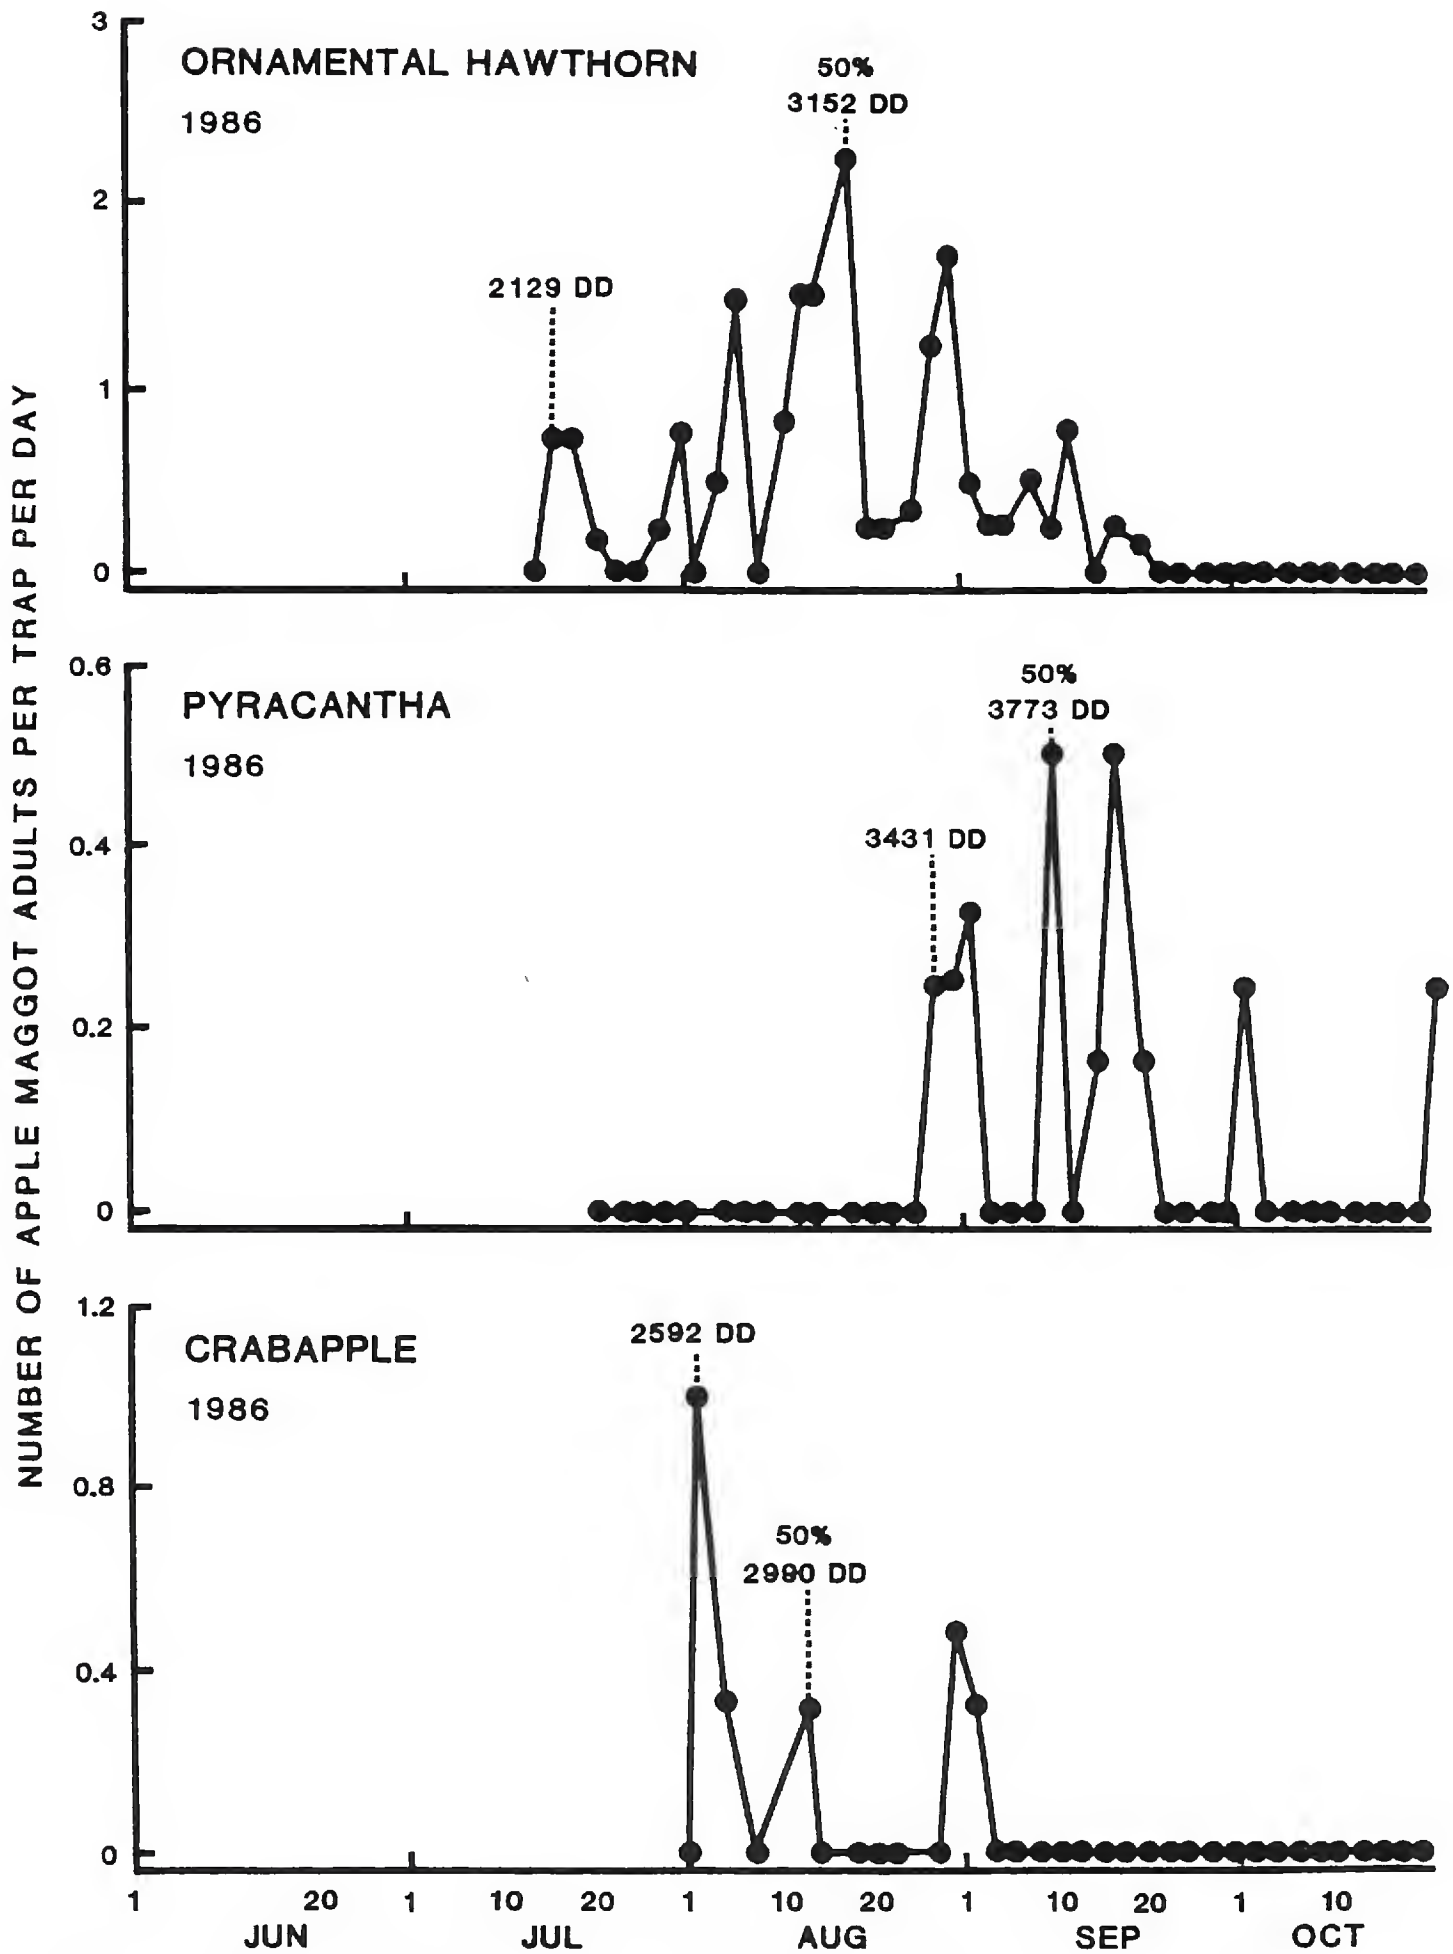 NUMBER OF APPLE MAGGOT ADULTS PER TRAP PER DAY
3
ORNAMENTAL HAWTHORN
1986
50%
3152 DD
2
2129 DD
1
0
0.6
PYRACANTHA
1986
50%
3773 DD
0.4
3431 DD
0.2
0
1.2
CRABAPPLE
1986
2592 DD
0.8
50%
2990 DD
0.4
0
1 20 1 10 20 1 10 20 1 10 20 1 10
JUN JUL AUG SEP OCT